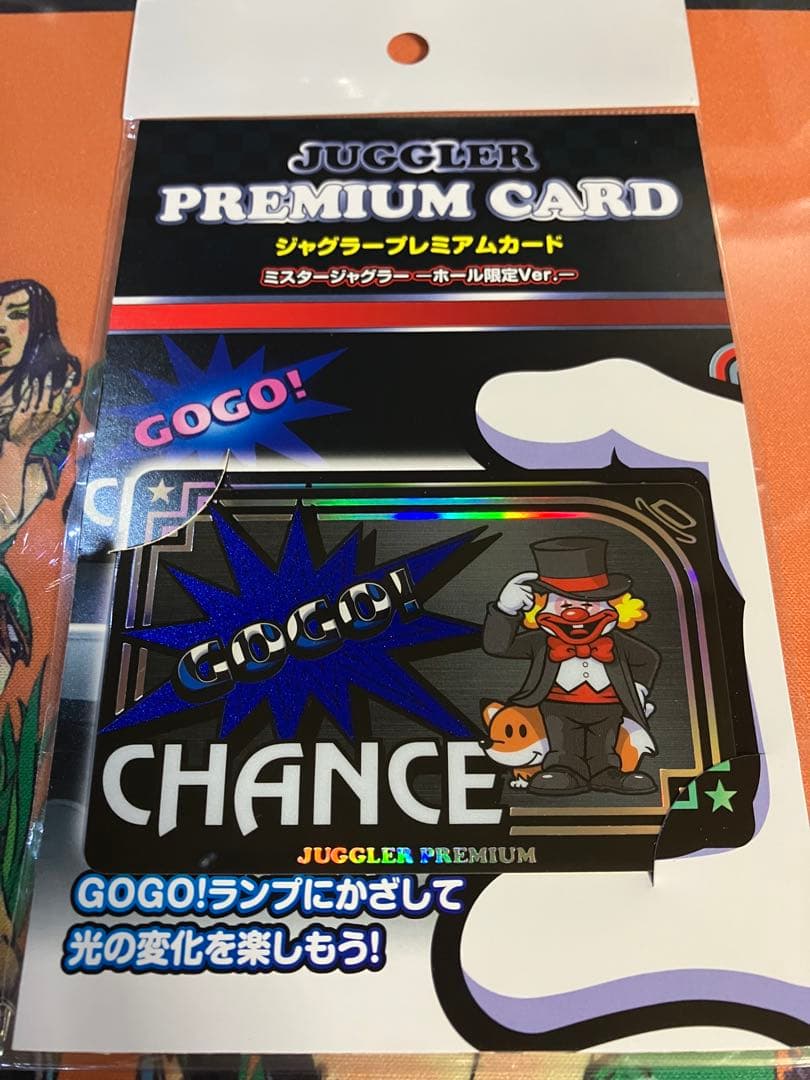 JUGGLER
PREMIUM CARD
ジャグラープレミアムカード
ミスタージャグラー ―ホール限定Ver.―
GOGO!
C
GOGO!
CHANCE
JUGGLER PREMIUM
GOGO!ランプにかざして
光の変化を楽しもう!